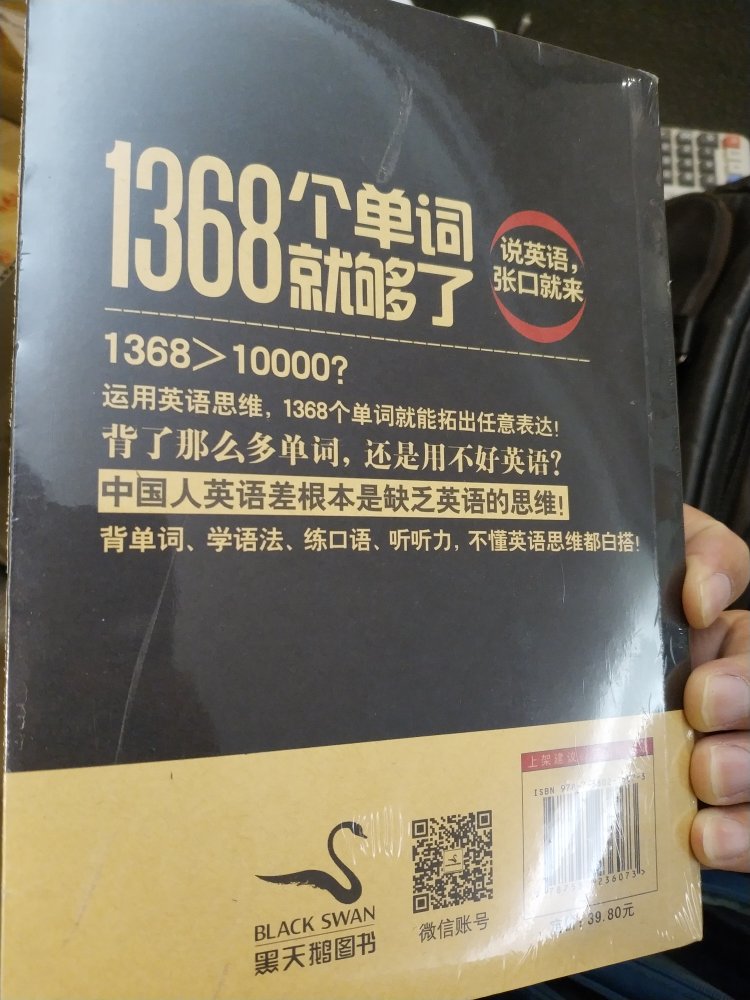 1368个单词
就够了
说英语，
张口就来
1368＞10000？
运用英语思维，1368个单词就能拓出任意表达！
背了那么多单词，还是用不好英语？
中国人英语差根本是缺乏英语的思维！
背单词、学语法、练口语、听听力，不懂英语思维都白搭！
上架建议
ISBN
BLACK SWAN
黑天鹅图书
微信账号
39.80元